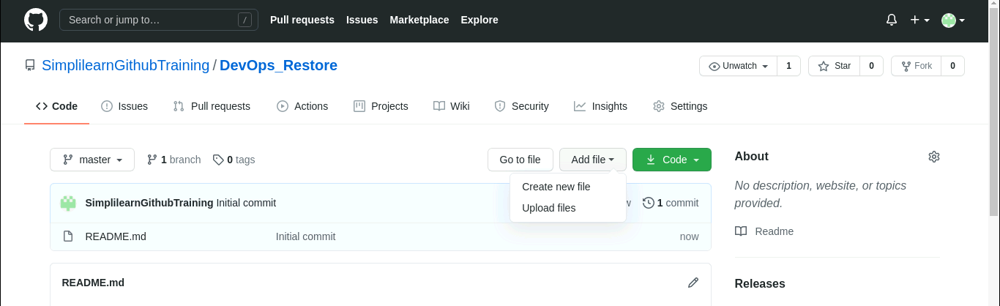 Search or jump to… /
Pull requests Issues Marketplace Explore
SimplilearnGithubTraining / DevOps_Restore
Unwatch 1 Star 0 Fork 0
Code Issues Pull requests Actions Projects Wiki Security Insights Settings
master 1 branch 0 tags Go to file Add file Code
Create new file
Upload files
SimplilearnGithubTraining Initial commit 1 commit
README.md Initial commit now
README.md
About
No description, website, or topics
provided.
Readme
Releases